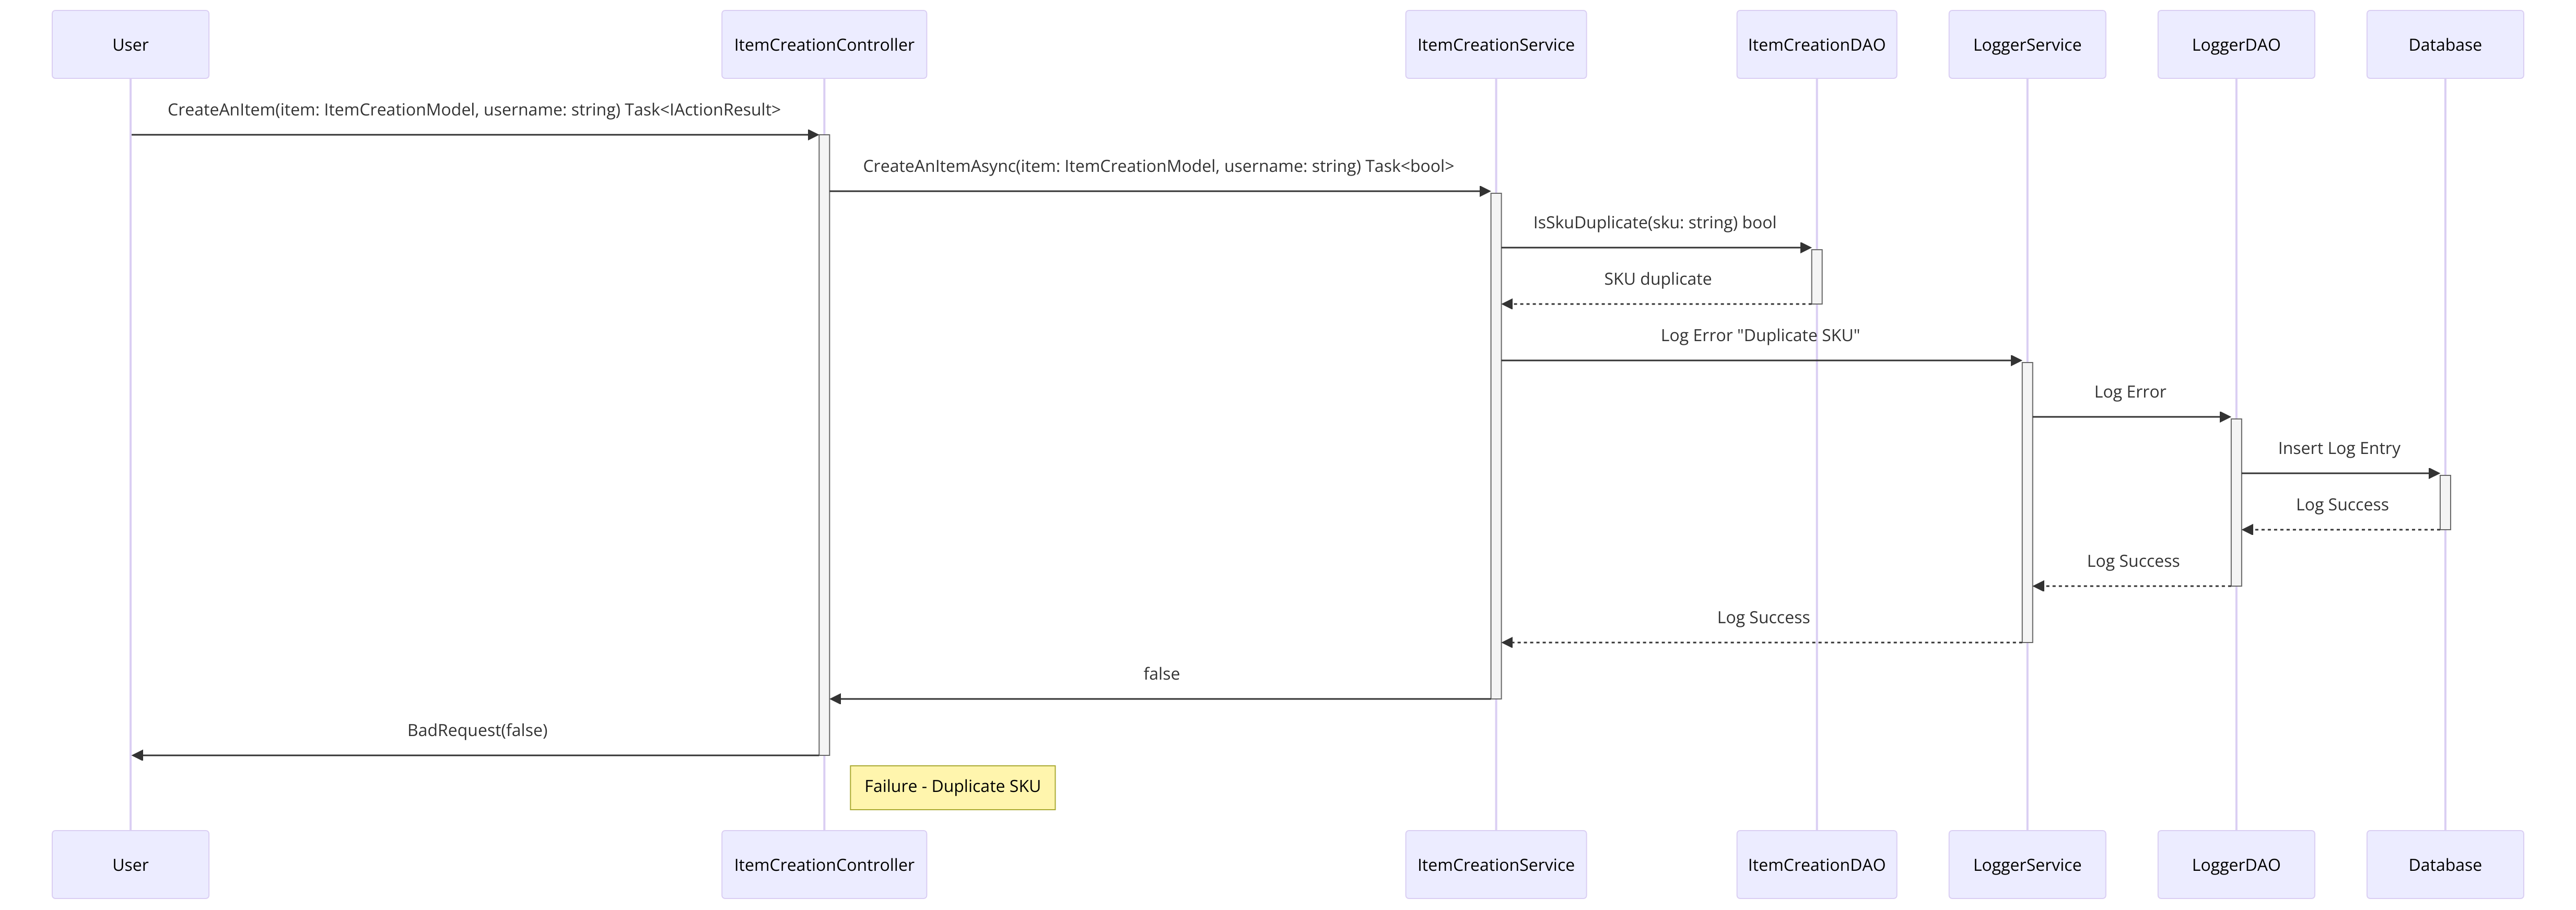 User
ItemCreationController
ItemCreationService
ItemCreationDAO
LoggerService
LoggerDAO
Database
CreateAnItem(item: ItemCreationModel, username: string) Task<IActionResult>
CreateAnItemAsync(item: ItemCreationModel, username: string) Task<bool>
IsSkuDuplicate(sku: string) bool
SKU duplicate
Log Error "Duplicate SKU"
Log Error
Insert Log Entry
Log Success
Log Success
Log Success
false
BadRequest(false)
Failure - Duplicate SKU
User
ItemCreationController
ItemCreationService
ItemCreationDAO
LoggerService
LoggerDAO
Database